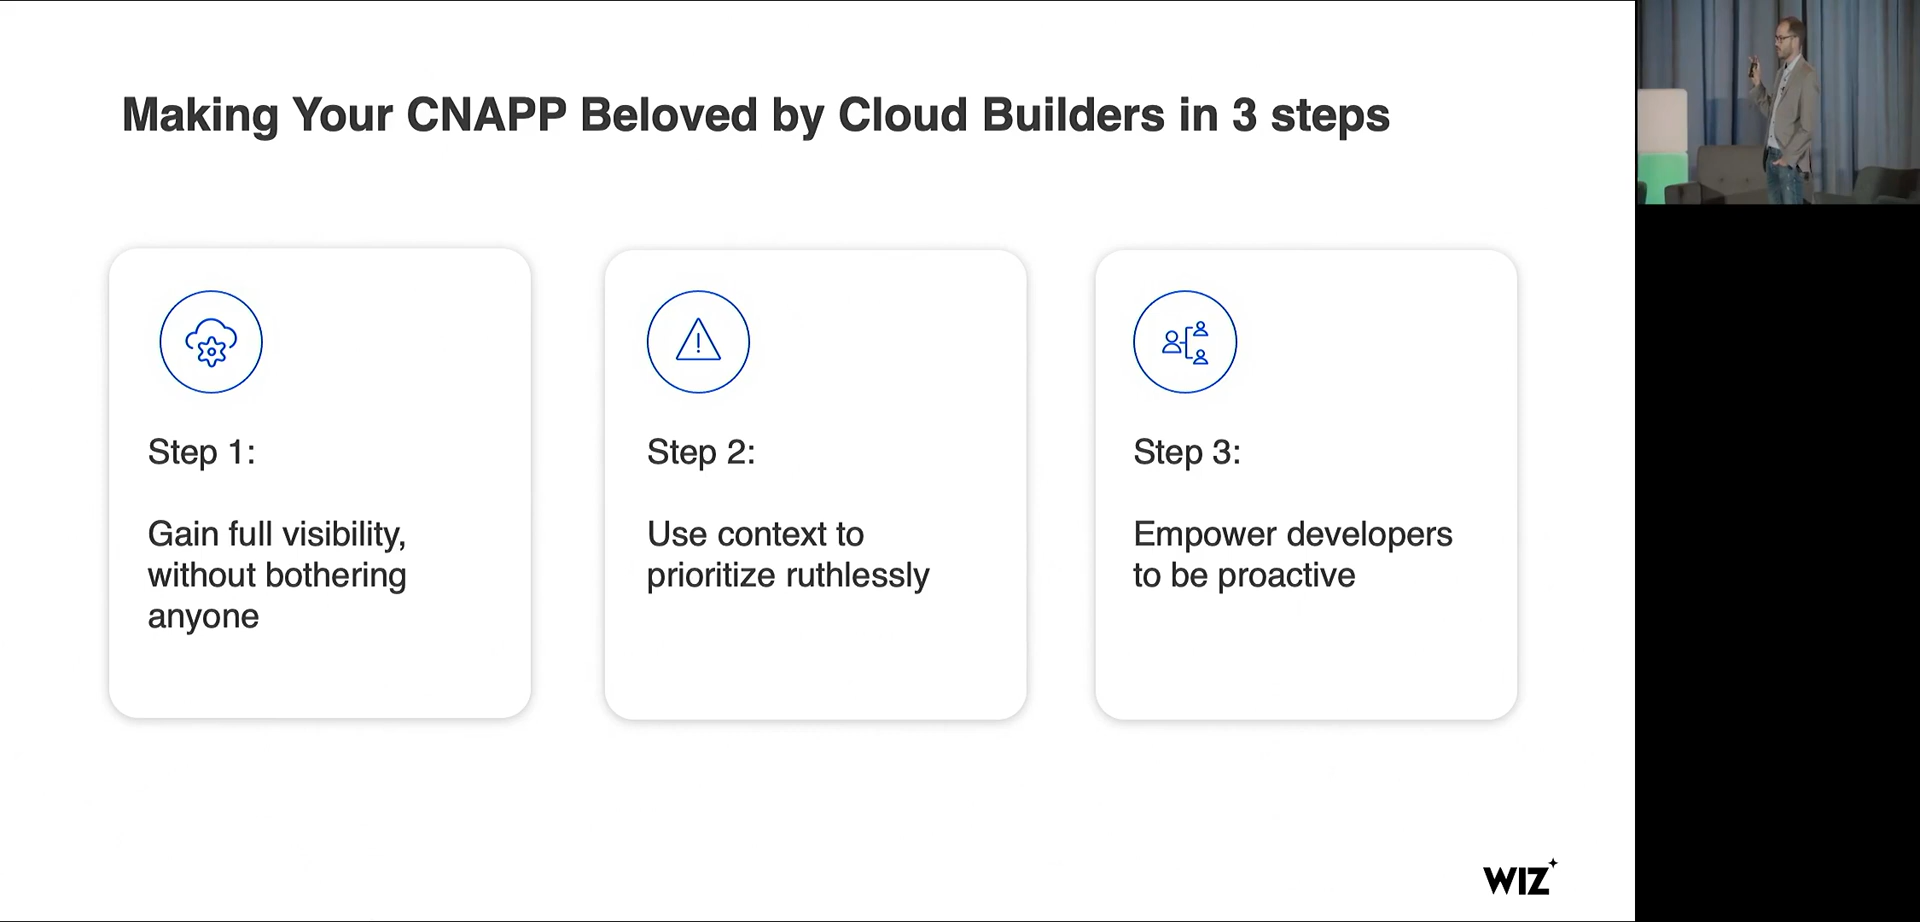 Making Your CNAPP Beloved by Cloud Builders in 3 steps
Step 1:
Gain full visibility,
without bothering
anyone
Step 2:
Use context to
prioritize ruthlessly
Step 3:
Empower developers
to be proactive
WIZ